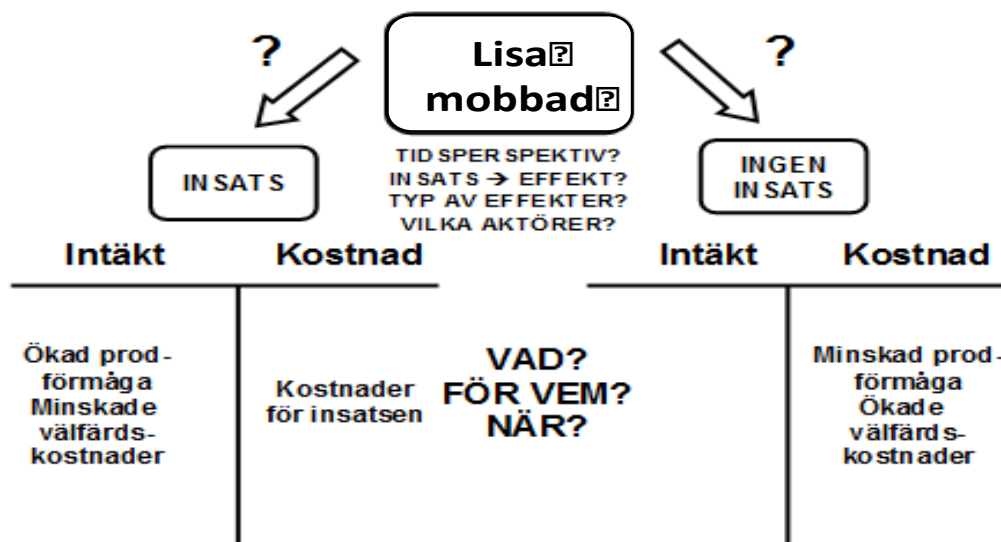 ?
Lisa
mobbad
?
INSATS
TIDSPERSPEKTIV?
INSATS → EFFEKT?
TYP AV EFFEKTER?
VILKA AKTÖRER?
INGEN
INSATS
Intäkt
Kostnad
Intäkt
Kostnad
Ökad prod-
förmåga
Minskade
välfärds-
kostnader
Kostnader
för insatsen
VAD?
FÖR VEM?
NÄR?
Minskad prod-
förmåga
Ökade
välfärds-
kostnader